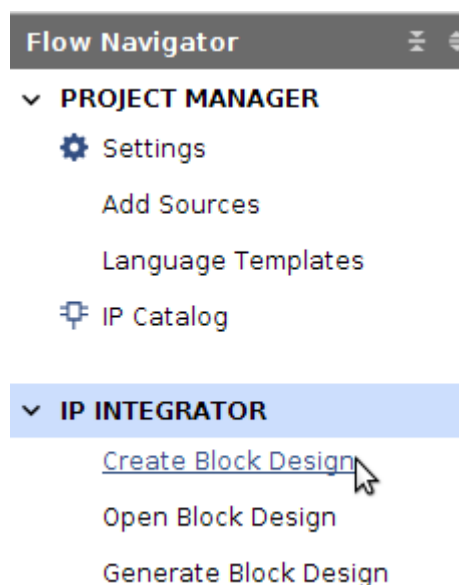 Flow Navigator
PROJECT MANAGER
Settings
Add Sources
Language Templates
IP Catalog
IP INTEGRATOR
Create Block Design
Open Block Design
Generate Block Design